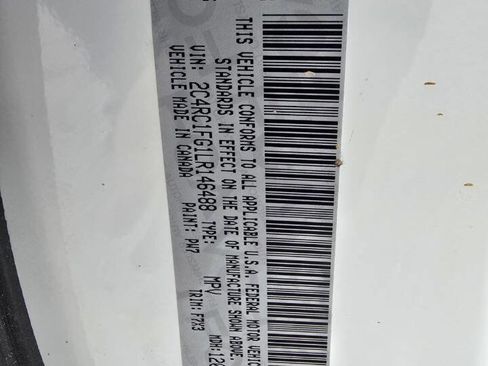 THIS VEHICLE CONFORMS TO ALL APPLICABLE U.S.A. FEDERAL MOTOR
STANDARDS IN EFFECT ON THE DATE OF MANUFACTURE SHOWN ABOVE.
VIN: 2C4RC1FG1LR146488 TYPE: MPV
VEHICLE MADE IN CANADA PAINT: PW7 TRIM: F7X3 MDH: